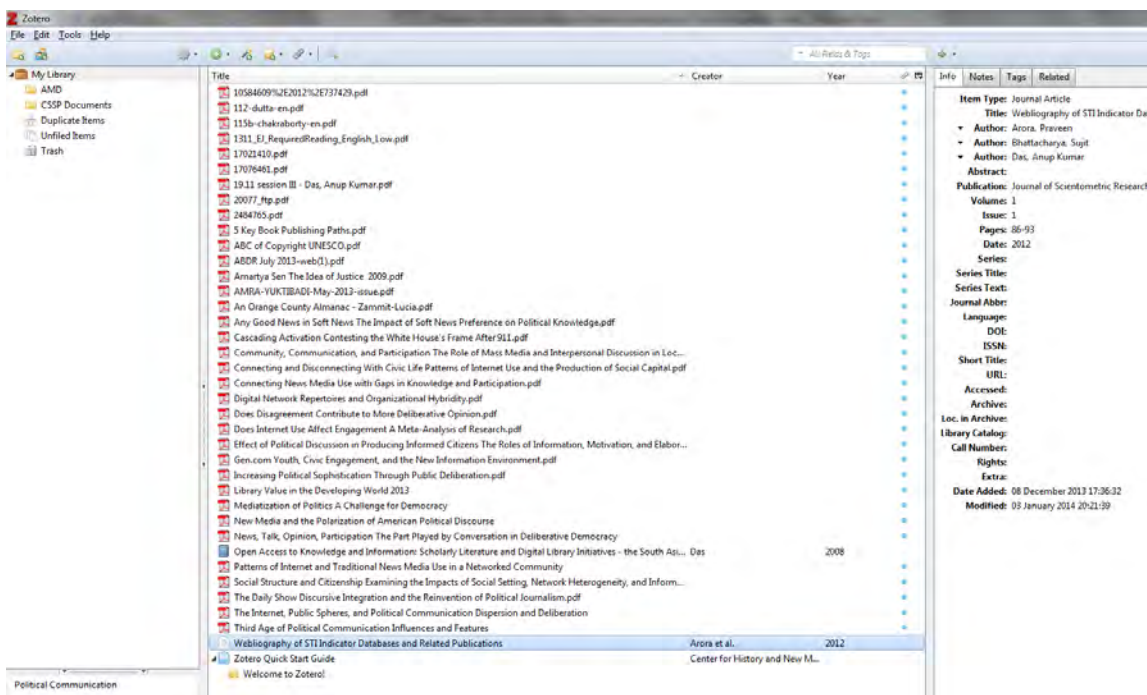 Zotero
File Edit Tools Help
All Fields & Tags
My Library
AMD
CSSP Documents
Duplicate Items
Unfiled Items
Trash
Political Communication
Title Creator Year
10584609%2E2012%2E737429.pdf
112-dutta-en.pdf
115b-chakraborty-en.pdf
1311_EJ_RequiredReading_English_Low.pdf
17021410.pdf
17076461.pdf
19.11 session III - Das, Anup Kumar.pdf
20077_ftp.pdf
2484765.pdf
5 Key Book Publishing Paths.pdf
ABC of Copyright UNESCO.pdf
ABDR July 2013-web(1).pdf
Amartya Sen The Idea of Justice 2009.pdf
AMRA-YUKTIBADI-May-2013-issue.pdf
An Orange County Almanac - Zammit-Lucia.pdf
Any Good News in Soft News The Impact of Soft News Preference on Political Knowledge.pdf
Cascading Activation Contesting the White House's Frame After911.pdf
Community, Communication, and Participation The Role of Mass Media and Interpersonal Discussion in Loc...
Connecting and Disconnecting With Civic Life Patterns of Internet Use and the Production of Social Capital.pdf
Connecting News Media Use with Gaps in Knowledge and Participation.pdf
Digital Network Repertoires and Organizational Hybridity.pdf
Does Disagreement Contribute to More Deliberative Opinion.pdf
Does Internet Use Affect Engagement A Meta-Analysis of Research.pdf
Effect of Political Discussion in Producing Informed Citizens The Roles of Information, Motivation, and Elabor...
Gen.com Youth, Civic Engagement, and the New Information Environment.pdf
Increasing Political Sophistication Through Public Deliberation.pdf
Library Value in the Developing World 2013
Mediatization of Politics A Challenge for Democracy
New Media and the Polarization of American Political Discourse
News, Talk, Opinion, Participation The Part Played by Conversation in Deliberative Democracy
Open Access to Knowledge and Information: Scholarly Literature and Digital Library Initiatives - the South Asi... Das 2008
Patterns of Internet and Traditional News Media Use in a Networked Community
Social Structure and Citizenship Examining the Impacts of Social Setting, Network Heterogeneity, and Inform...
The Daily Show Discursive Integration and the Reinvention of Political Journalism.pdf
The Internet, Public Spheres, and Political Communication Dispersion and Deliberation
Third Age of Political Communication Influences and Features
Webliography of STI Indicator Databases and Related Publications Arora et al. 2012
Zotero Quick Start Guide Center for History and New M...
Welcome to Zotero!
Info Notes Tags Related
Item Type: Journal Article
Title: Webliography of STI Indicator Da
Author: Arora, Praveen
Author: Bhattacharya, Sujit
Author: Das, Anup Kumar
Abstract:
Publication: Journal of Scientometric Research
Volume: 1
Issue: 1
Pages: 86-93
Date: 2012
Series:
Series Title:
Series Text:
Journal Abbr:
Language:
DOI:
ISSN:
Short Title:
URL:
Accessed:
Archive:
Loc. in Archive:
Library Catalog:
Call Number:
Rights:
Extra:
Date Added: 08 December 2013 17:36:32
Modified: 03 January 2014 20:21:39